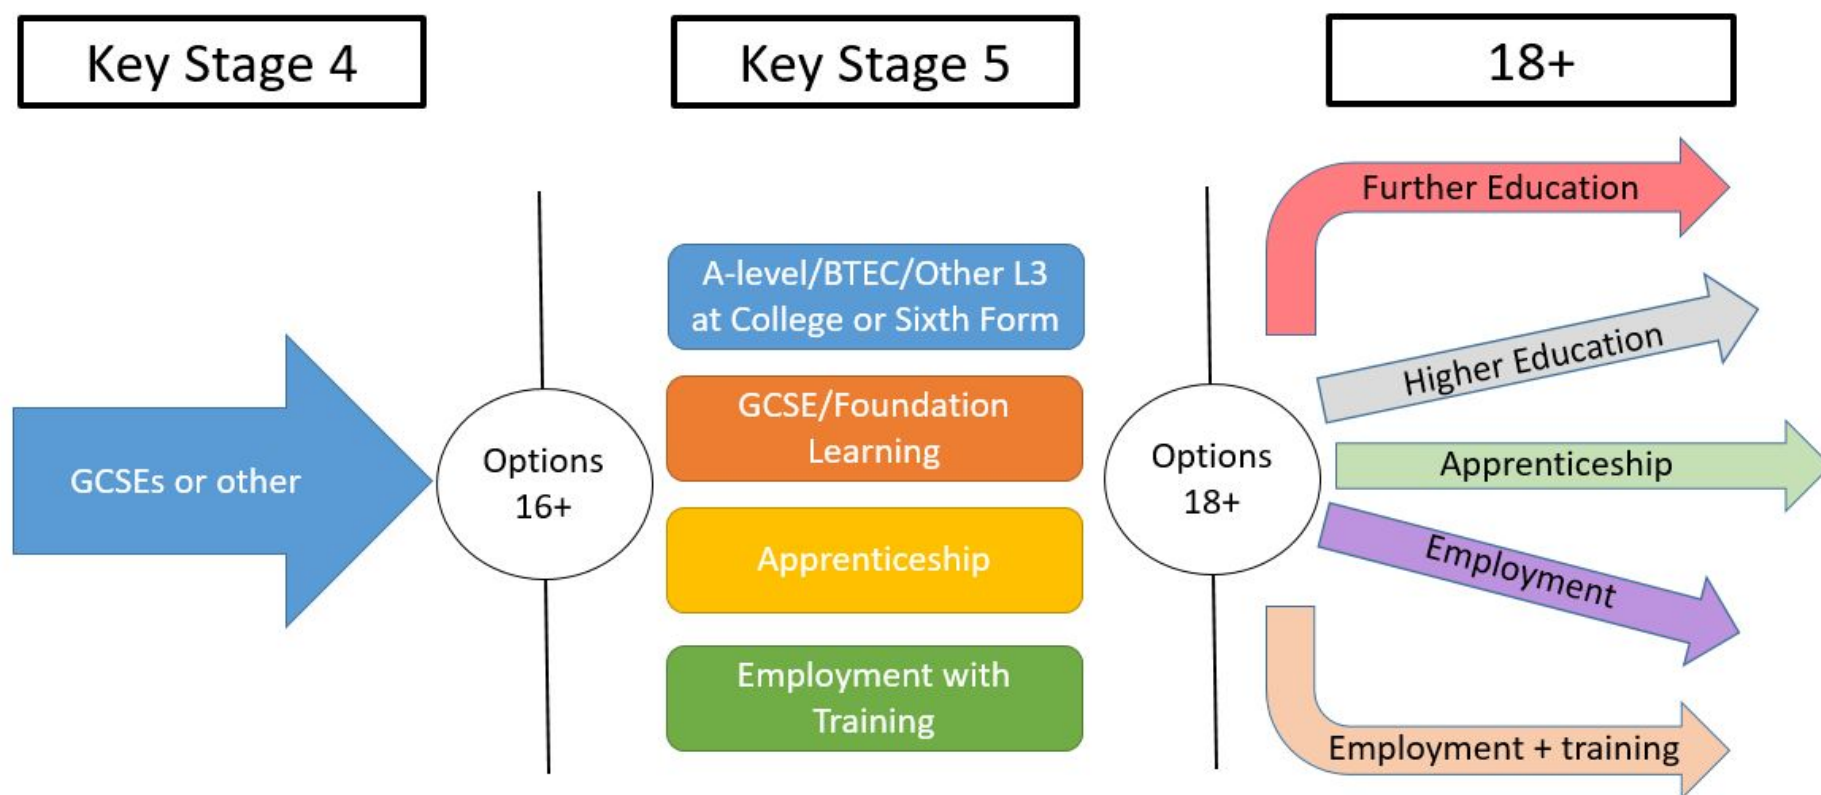 Key Stage 4
Key Stage 5
18+
GCSEs or other
Options
16+
A-level/BTEC/Other L3
at College or Sixth Form
GCSE/Foundation
Learning
Apprenticeship
Employment with
Training
Options
18+
Further Education
Higher Education
Apprenticeship
Employment
Employment + training